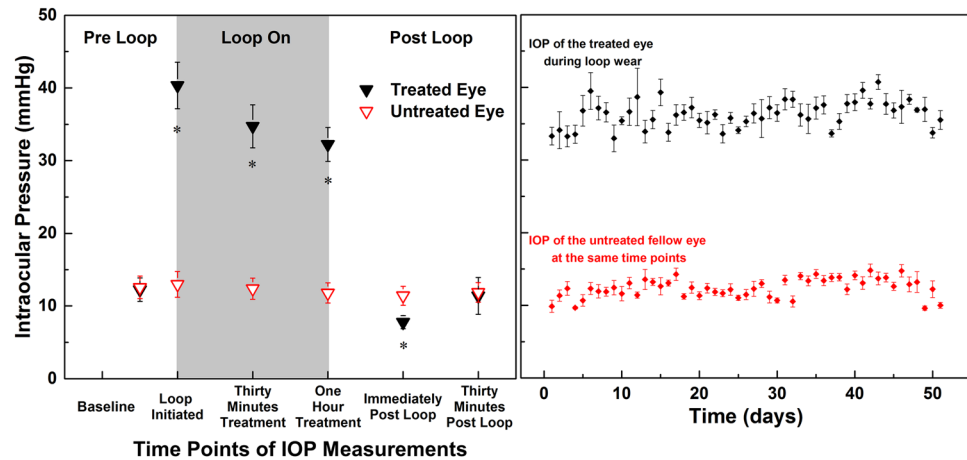 Intraocular Pressure (mmHg)
50
40
30
20
10
0
Pre Loop
Loop On
Post Loop
Treated Eye
Untreated Eye
*
*
*
*
Baseline
Loop
Initiated
Thirty
Minutes
Treatment
One
Hour
Treatment
Immediately
Post Loop
Thirty
Minutes
Post Loop
Time Points of IOP Measurements
IOP of the treated eye
during loop wear
IOP of the untreated fellow eye
at the same time points
0
10
20
30
40
50
Time (days)